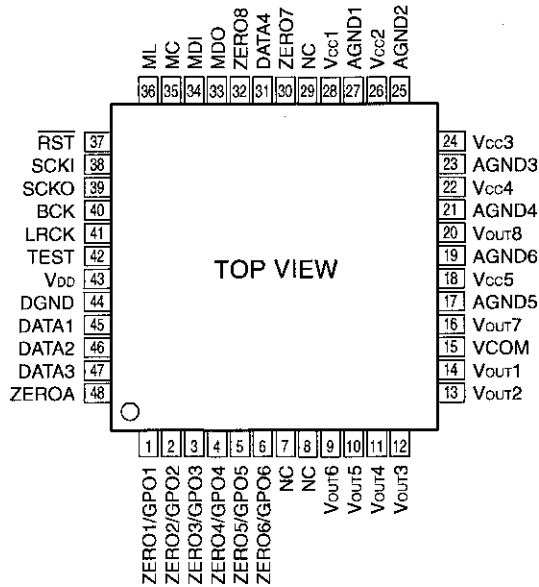 ML
MC
MDI
MDO
ZERO8
DATA4
ZERO7
NC
Vcc1
AGND1
Vcc2
AGND2
36 35 34 33 32 31 30 29 28 27 26 25
RST 37
SCKI 38
SCKO 39
BCK 40
LRCK 41
TEST 42
VDD 43
DGND 44
DATA1 45
DATA2 46
DATA3 47
ZEROA 48
TOP VIEW
24 Vcc3
23 AGND3
22 Vcc4
21 AGND4
20 VOUT8
19 AGND6
18 Vcc5
17 AGND5
16 VOUT7
15 VCOM
14 VOUT1
13 VOUT2
1 2 3 4 5 6 7 8 9 10 11 12
ZERO1/GPO1
ZERO2/GPO2
ZERO3/GPO3
ZERO4/GPO4
ZERO5/GPO5
ZERO6/GPO6
NC
NC
VOUT6
VOUT5
VOUT4
VOUT3